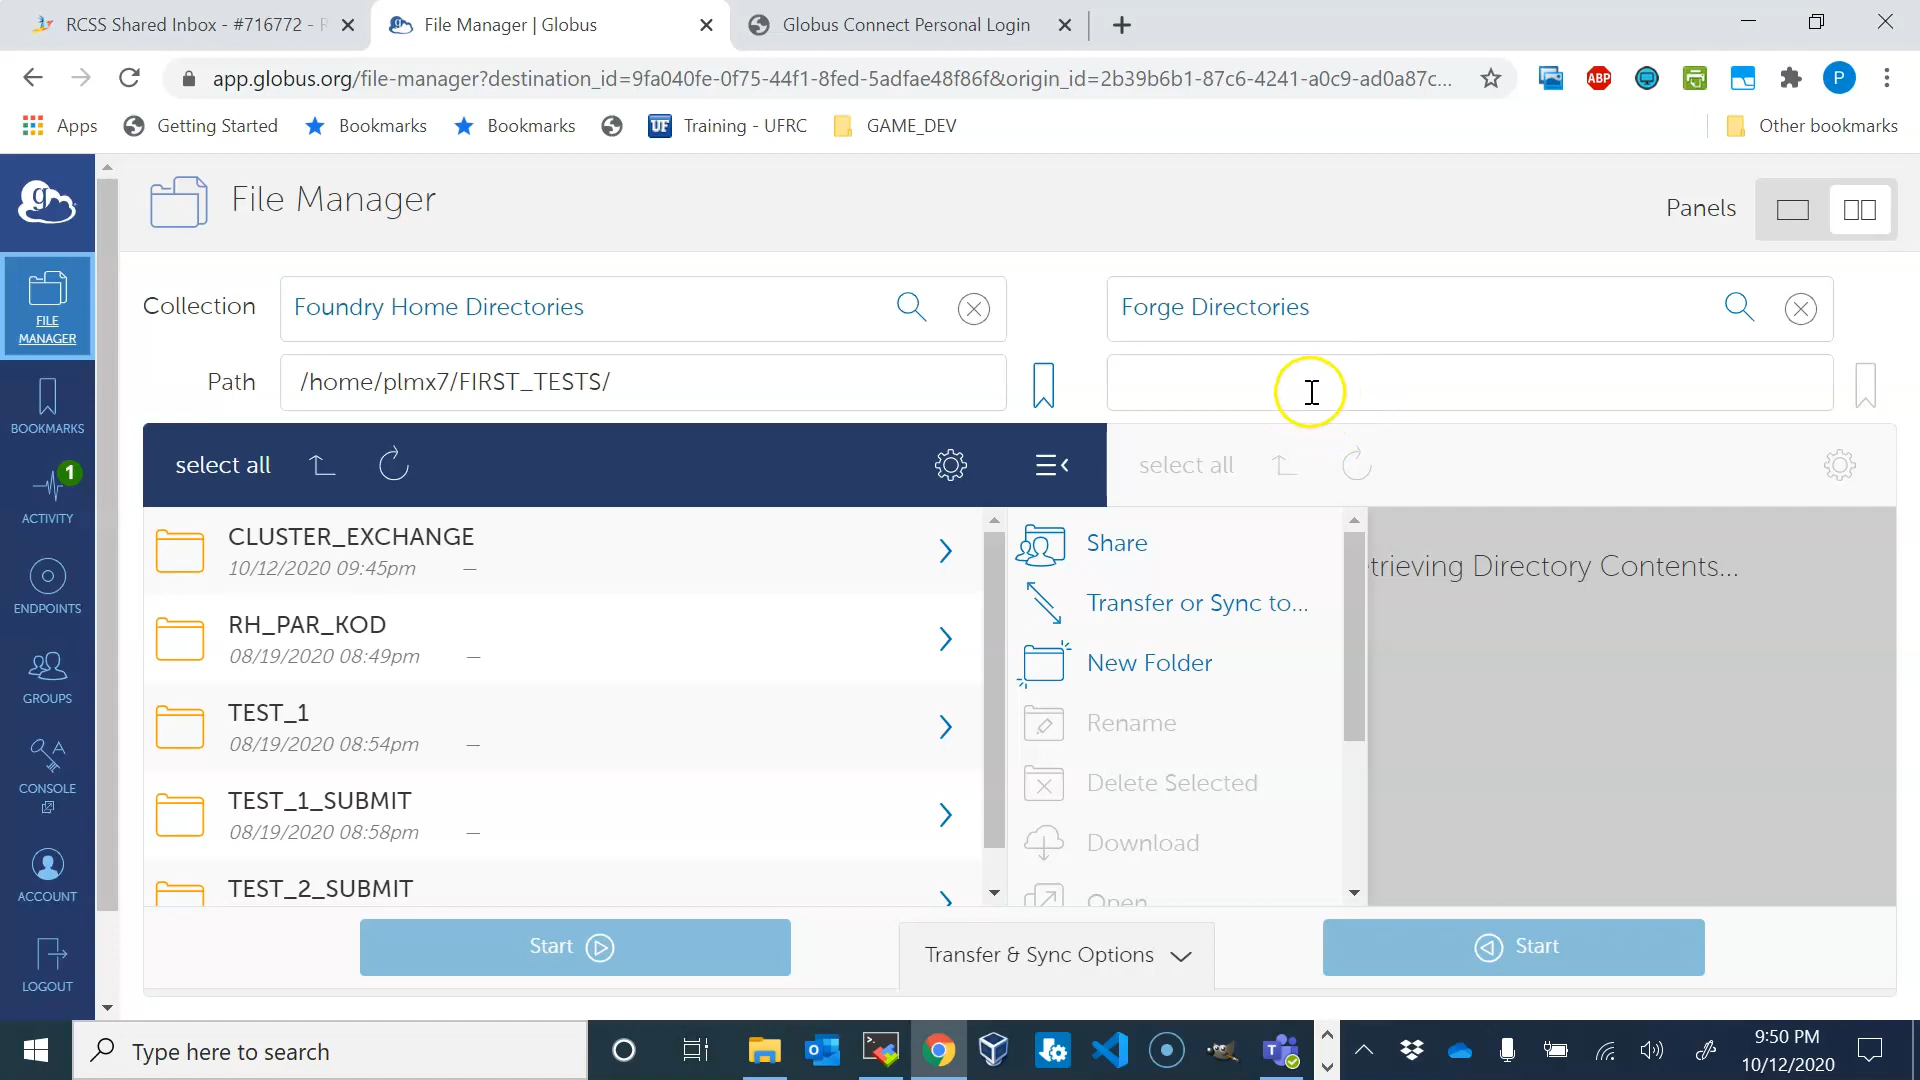 RCSS Shared Inbox - #716772 - R
File Manager | Globus
Globus Connect Personal Login
app.globus.org/file-manager?destination_id=9fa040fe-0f75-44f1-8fed-5adfae48f86f&origin_id=2b39b6b1-87c6-4241-a0c9-ad0a87c...
ABP
P
Apps
Getting Started
Bookmarks
Bookmarks
UF
Training - UFRC
GAME_DEV
Other bookmarks
g
File Manager
Panels
FILE
MANAGER
Collection
Foundry Home Directories
Forge Directories
Path
/home/plmx7/FIRST_TESTS/
BOOKMARKS
select all
select all
1
ACTIVITY
CLUSTER_EXCHANGE
10/12/2020 09:45pm —
Share
trieving Directory Contents...
ENDPOINTS
Transfer or Sync to...
RH_PAR_KOD
08/19/2020 08:49pm —
New Folder
GROUPS
TEST_1
08/19/2020 08:54pm —
Rename
CONSOLE
Delete Selected
TEST_1_SUBMIT
08/19/2020 08:58pm —
Download
ACCOUNT
TEST_2_SUBMIT
Open
Start
Transfer & Sync Options
Start
LOGOUT
Type here to search
9:50 PM
10/12/2020